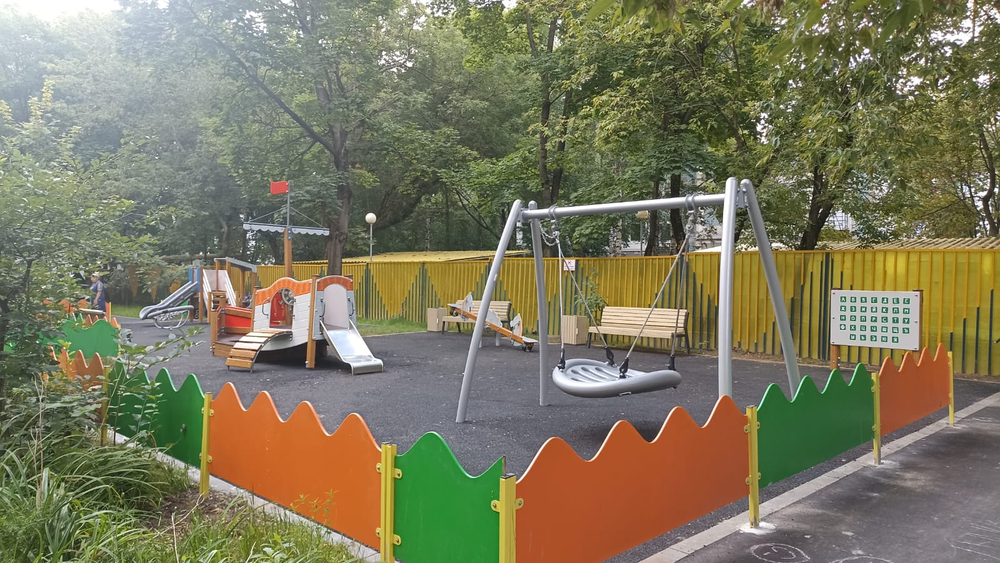 А Б В Г Д Е Ё
Ж З И Й К Л М
Н О П Р С Т У
Ф Х Ц Ч Ш Щ Ъ
Ы Ь Э Ю Я